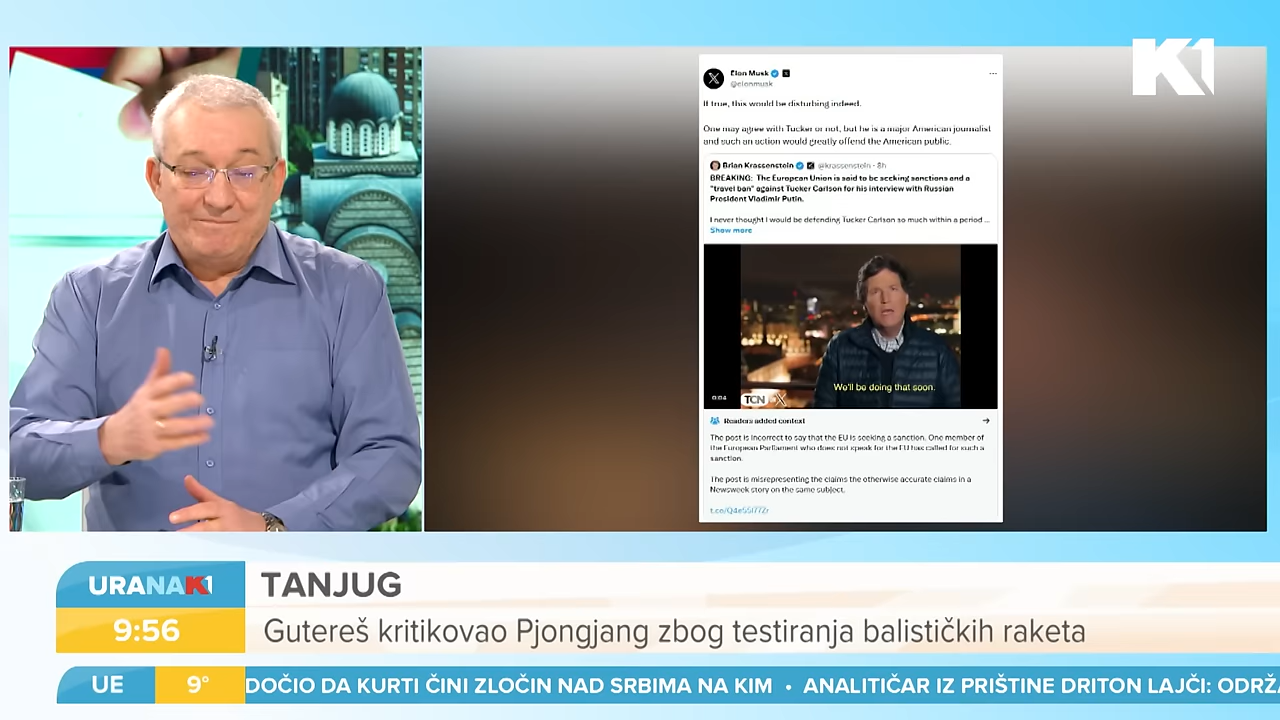 K1
Elon Musk
@elonmusk
If true, this would be disturbing indeed.
One may agree with Tucker or not, but he is a major American journalist
and such an action would greatly offend the American public.
Brian Krassenstein @krassenstein · 8h
BREAKING: The European Union is said to be seeking sanctions and a
"travel ban" against Tucker Carlson for his interview with Russian
President Vladimir Putin.
I never thought I would be defending Tucker Carlson so much within a period ...
Show more
We'll be doing that soon.
0:04
TCN X
Readers added context
The post is incorrect to say that the EU is seeking a sanction. One member of
the European Parliament who does not speak for the EU has called for such a
sanction.
The post is misrepresenting the claims the otherwise accurate claims in a
Newsweek story on the same subject.
URANAK1
TANJUG
9:56
Gutereš kritikovao Pjongjang zbog testiranja balističkih raketa
UE 9° DOČIO DA KURTI ČINI ZLOČIN NAD SRBIMA NA KIM • ANALITIČAR IZ PRIŠTINE DRITON LAJČI: ODRŽA